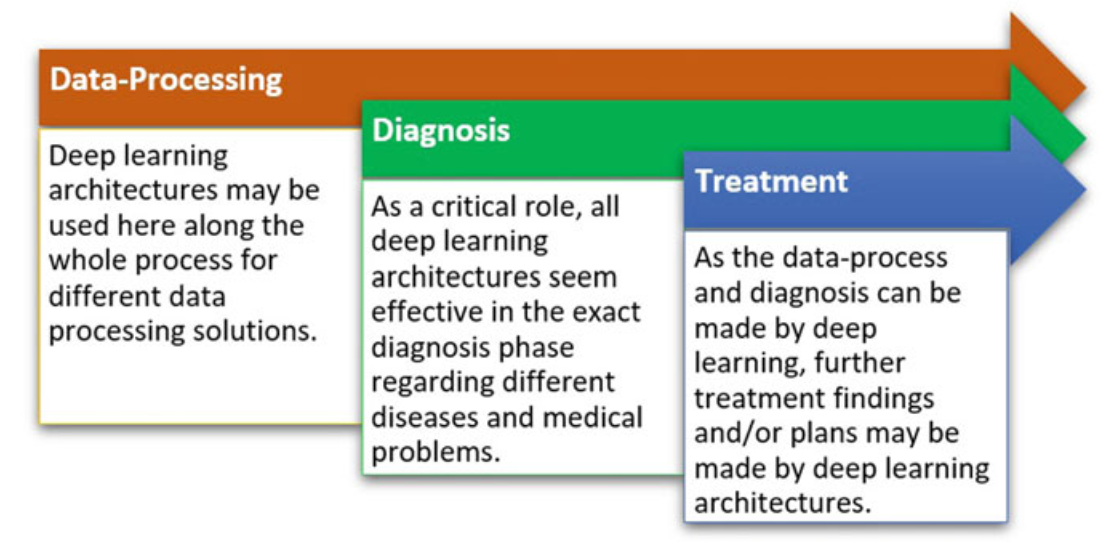 Data-Processing
Deep learning
architectures may be
used here along the
whole process for
different data
processing solutions.
Diagnosis
As a critical role, all
deep learning
architectures seem
effective in the exact
diagnosis phase
regarding different
diseases and medical
problems.
Treatment
As the data-process
and diagnosis can be
made by deep
learning, further
treatment findings
and/or plans may be
made by deep learning
architectures.